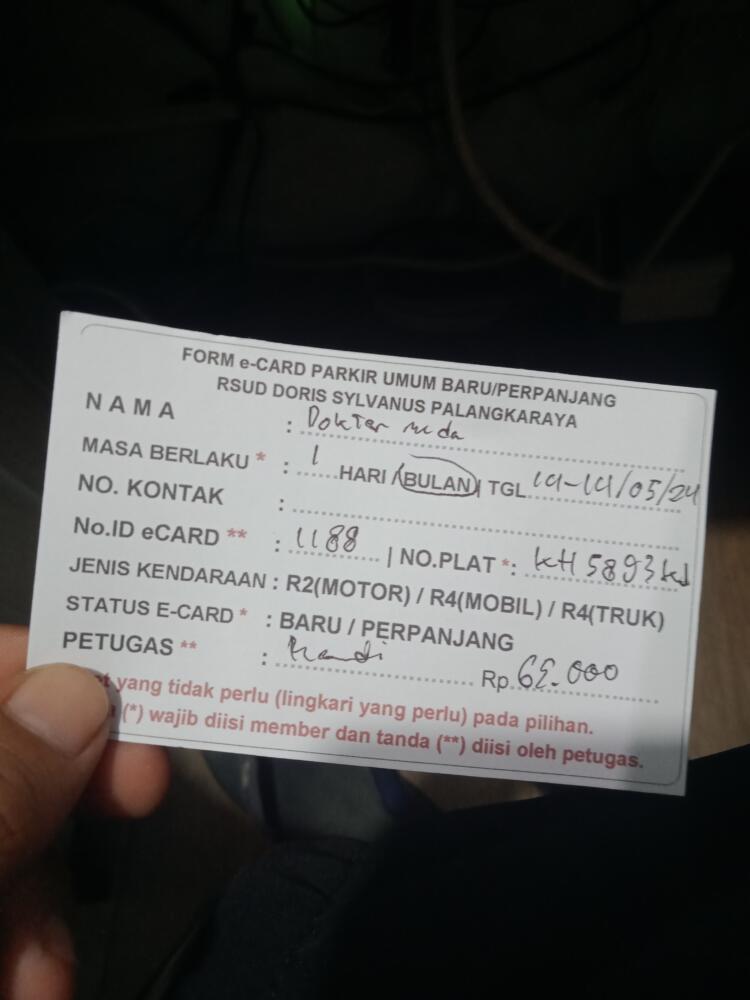 FORM e-CARD PARKIR UMUM BARU/PERPANJANG
RSUD DORIS SYLVANUS PALANGKARAYA
NAMA : Dokter muda
MASA BERLAKU * : 1 HARI / BULAN | TGL 14-14/05/24
NO. KONTAK :
No.ID eCARD ** : 1188 | NO.PLAT *: KH 5893 KJ
JENIS KENDARAAN : R2(MOTOR) / R4(MOBIL) / R4(TRUK)
STATUS E-CARD * : BARU / PERPANJANG
PETUGAS ** : Rp. 65.000
yang tidak perlu (lingkari yang perlu) pada pilihan.
(*) wajib diisi member dan tanda (**) diisi oleh petugas.